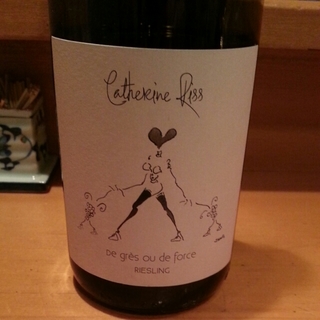 Catherine Riss
De grès ou de force
RIESLING